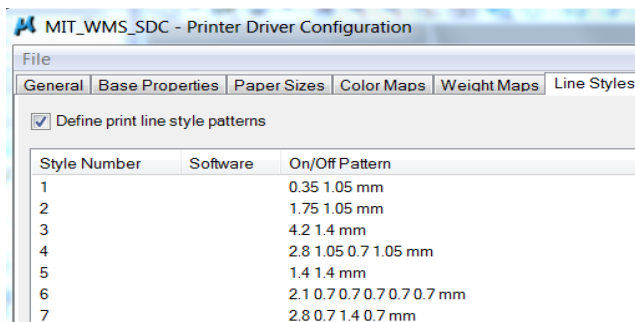 MIT_WMS_SDC - Printer Driver Configuration
File
General Base Properties Paper Sizes Color Maps Weight Maps Line Styles
Define print line style patterns
Style Number Software On/Off Pattern
1 0.35 1.05 mm
2 1.75 1.05 mm
3 4.2 1.4 mm
4 2.8 1.05 0.7 1.05 mm
5 1.4 1.4 mm
6 2.1 0.7 0.7 0.7 0.7 0.7 mm
7 2.8 0.7 1.4 0.7 mm